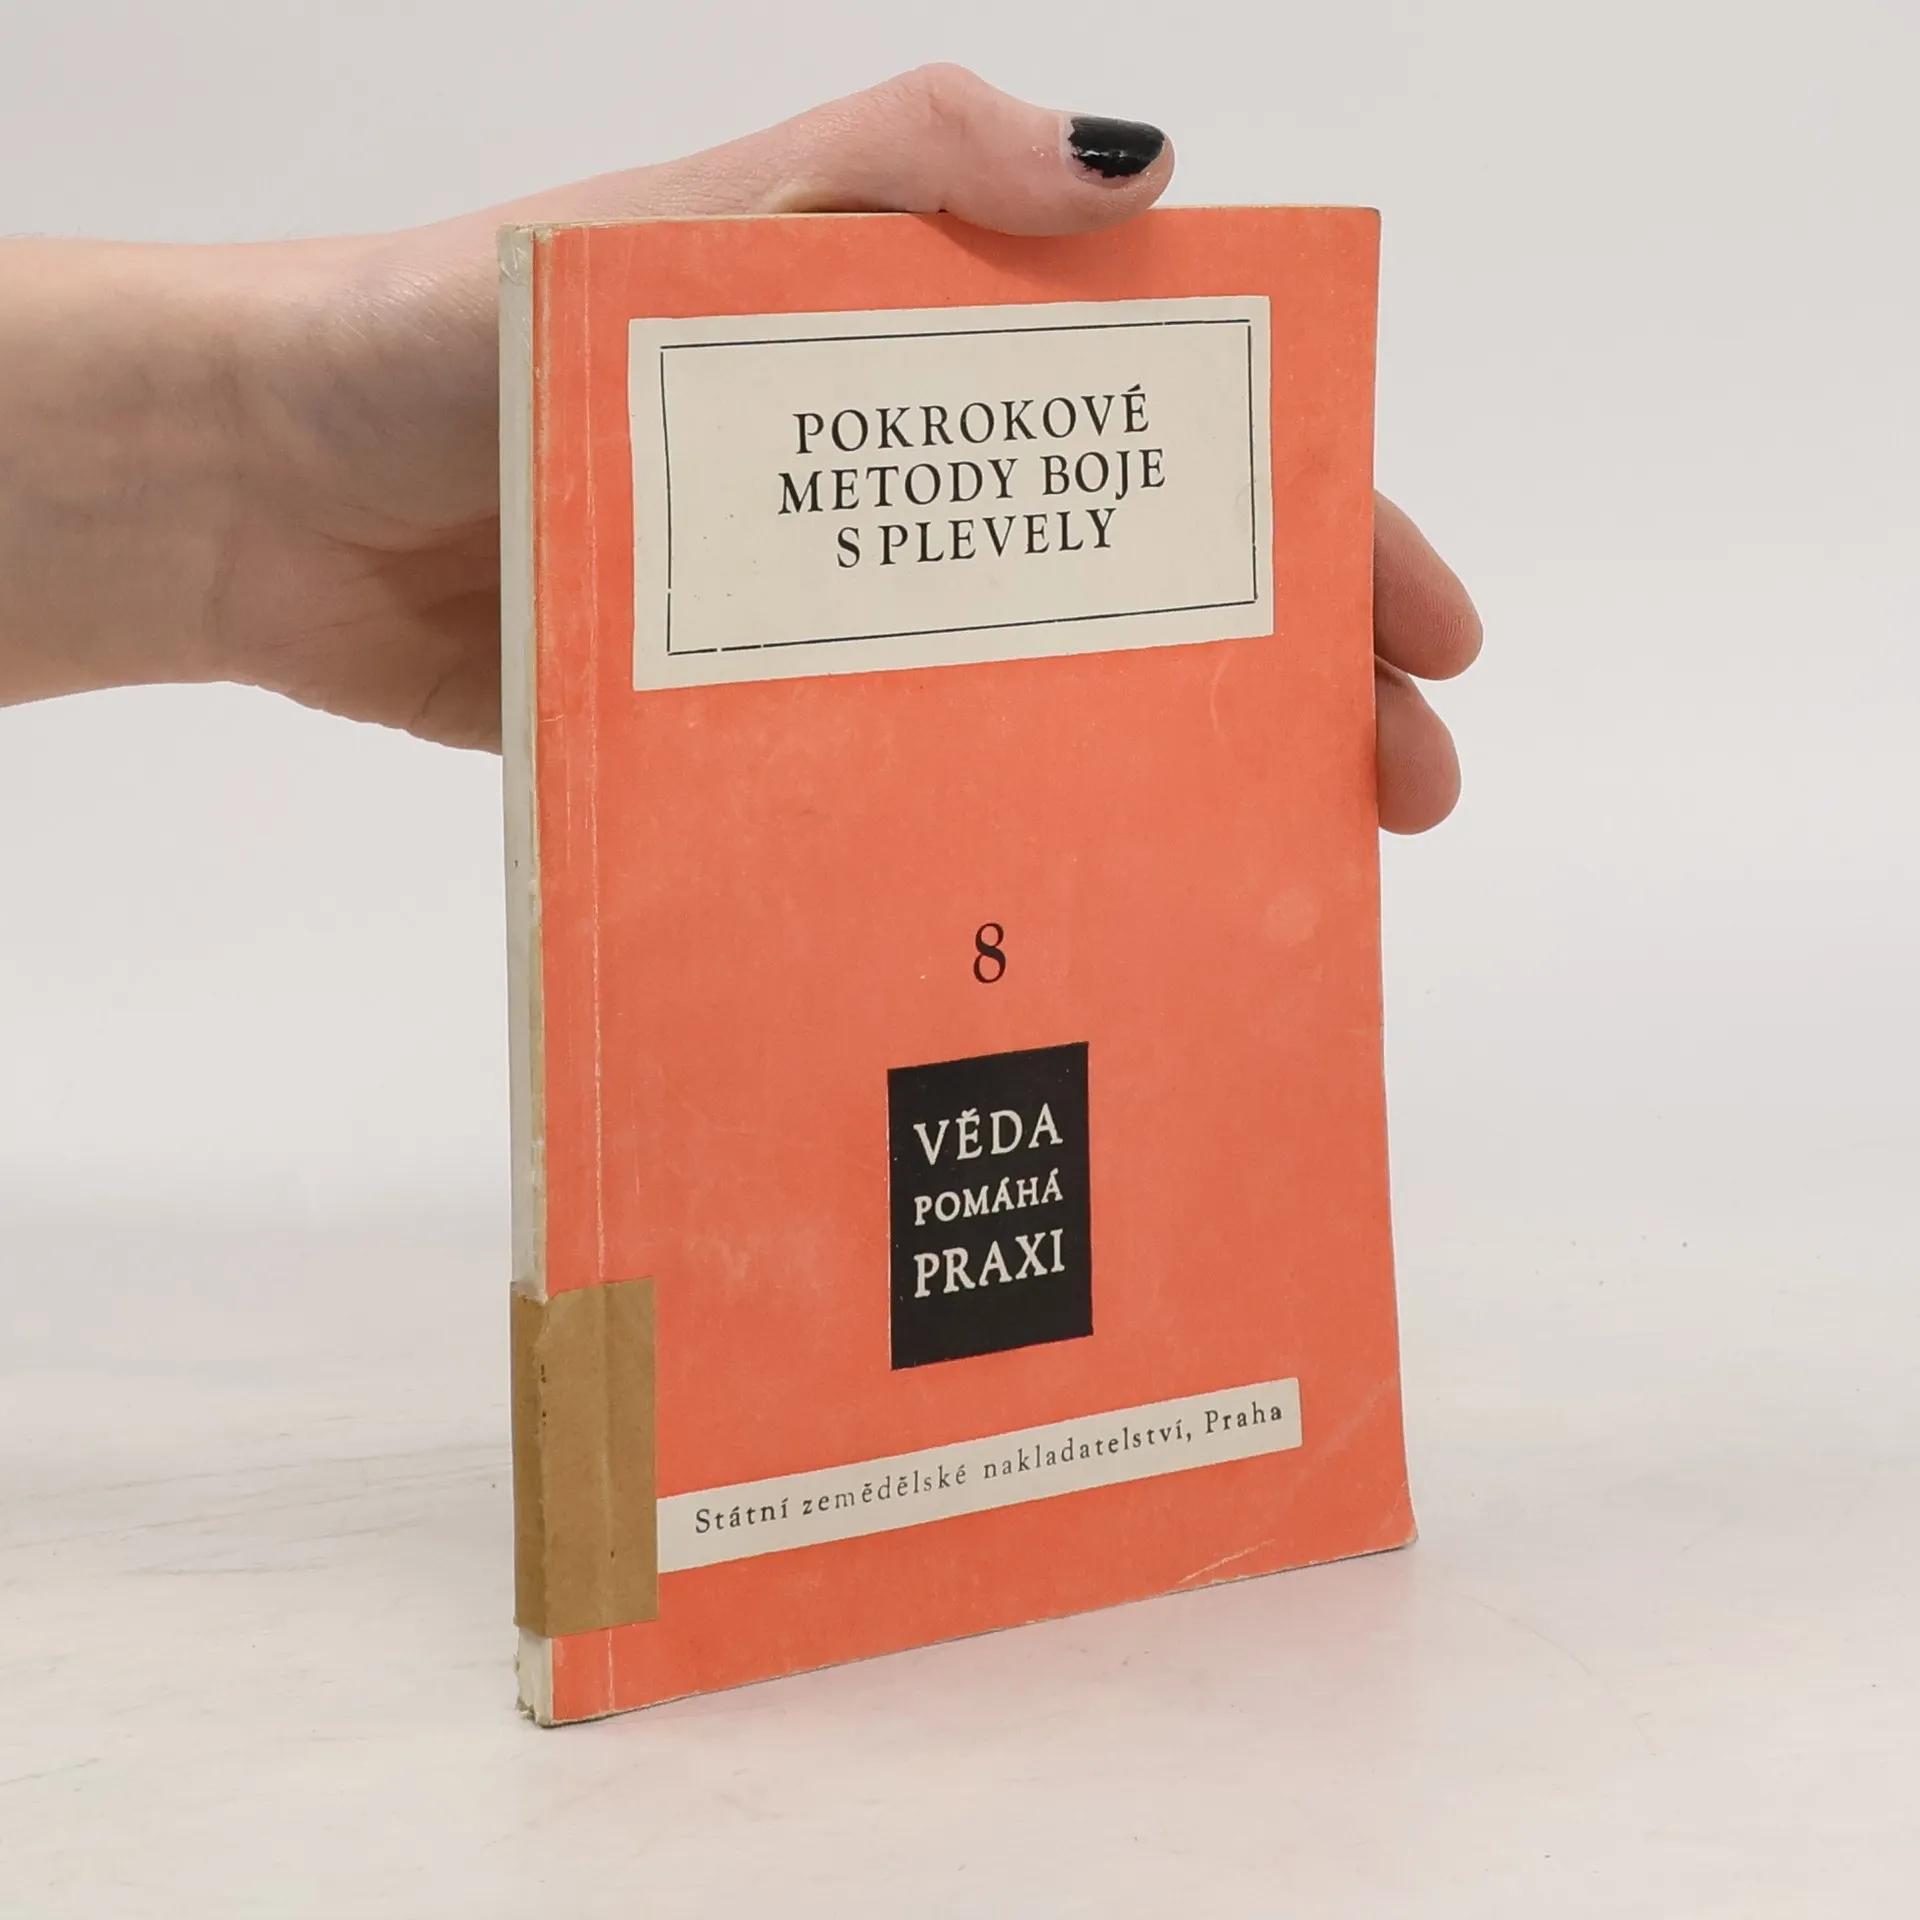 POKROKOVÉ
METODY BOJE
S PLEVELY
8
VĚDA
POMÁHÁ
PRAXI
Státní zemědělské nakladatelství, Praha